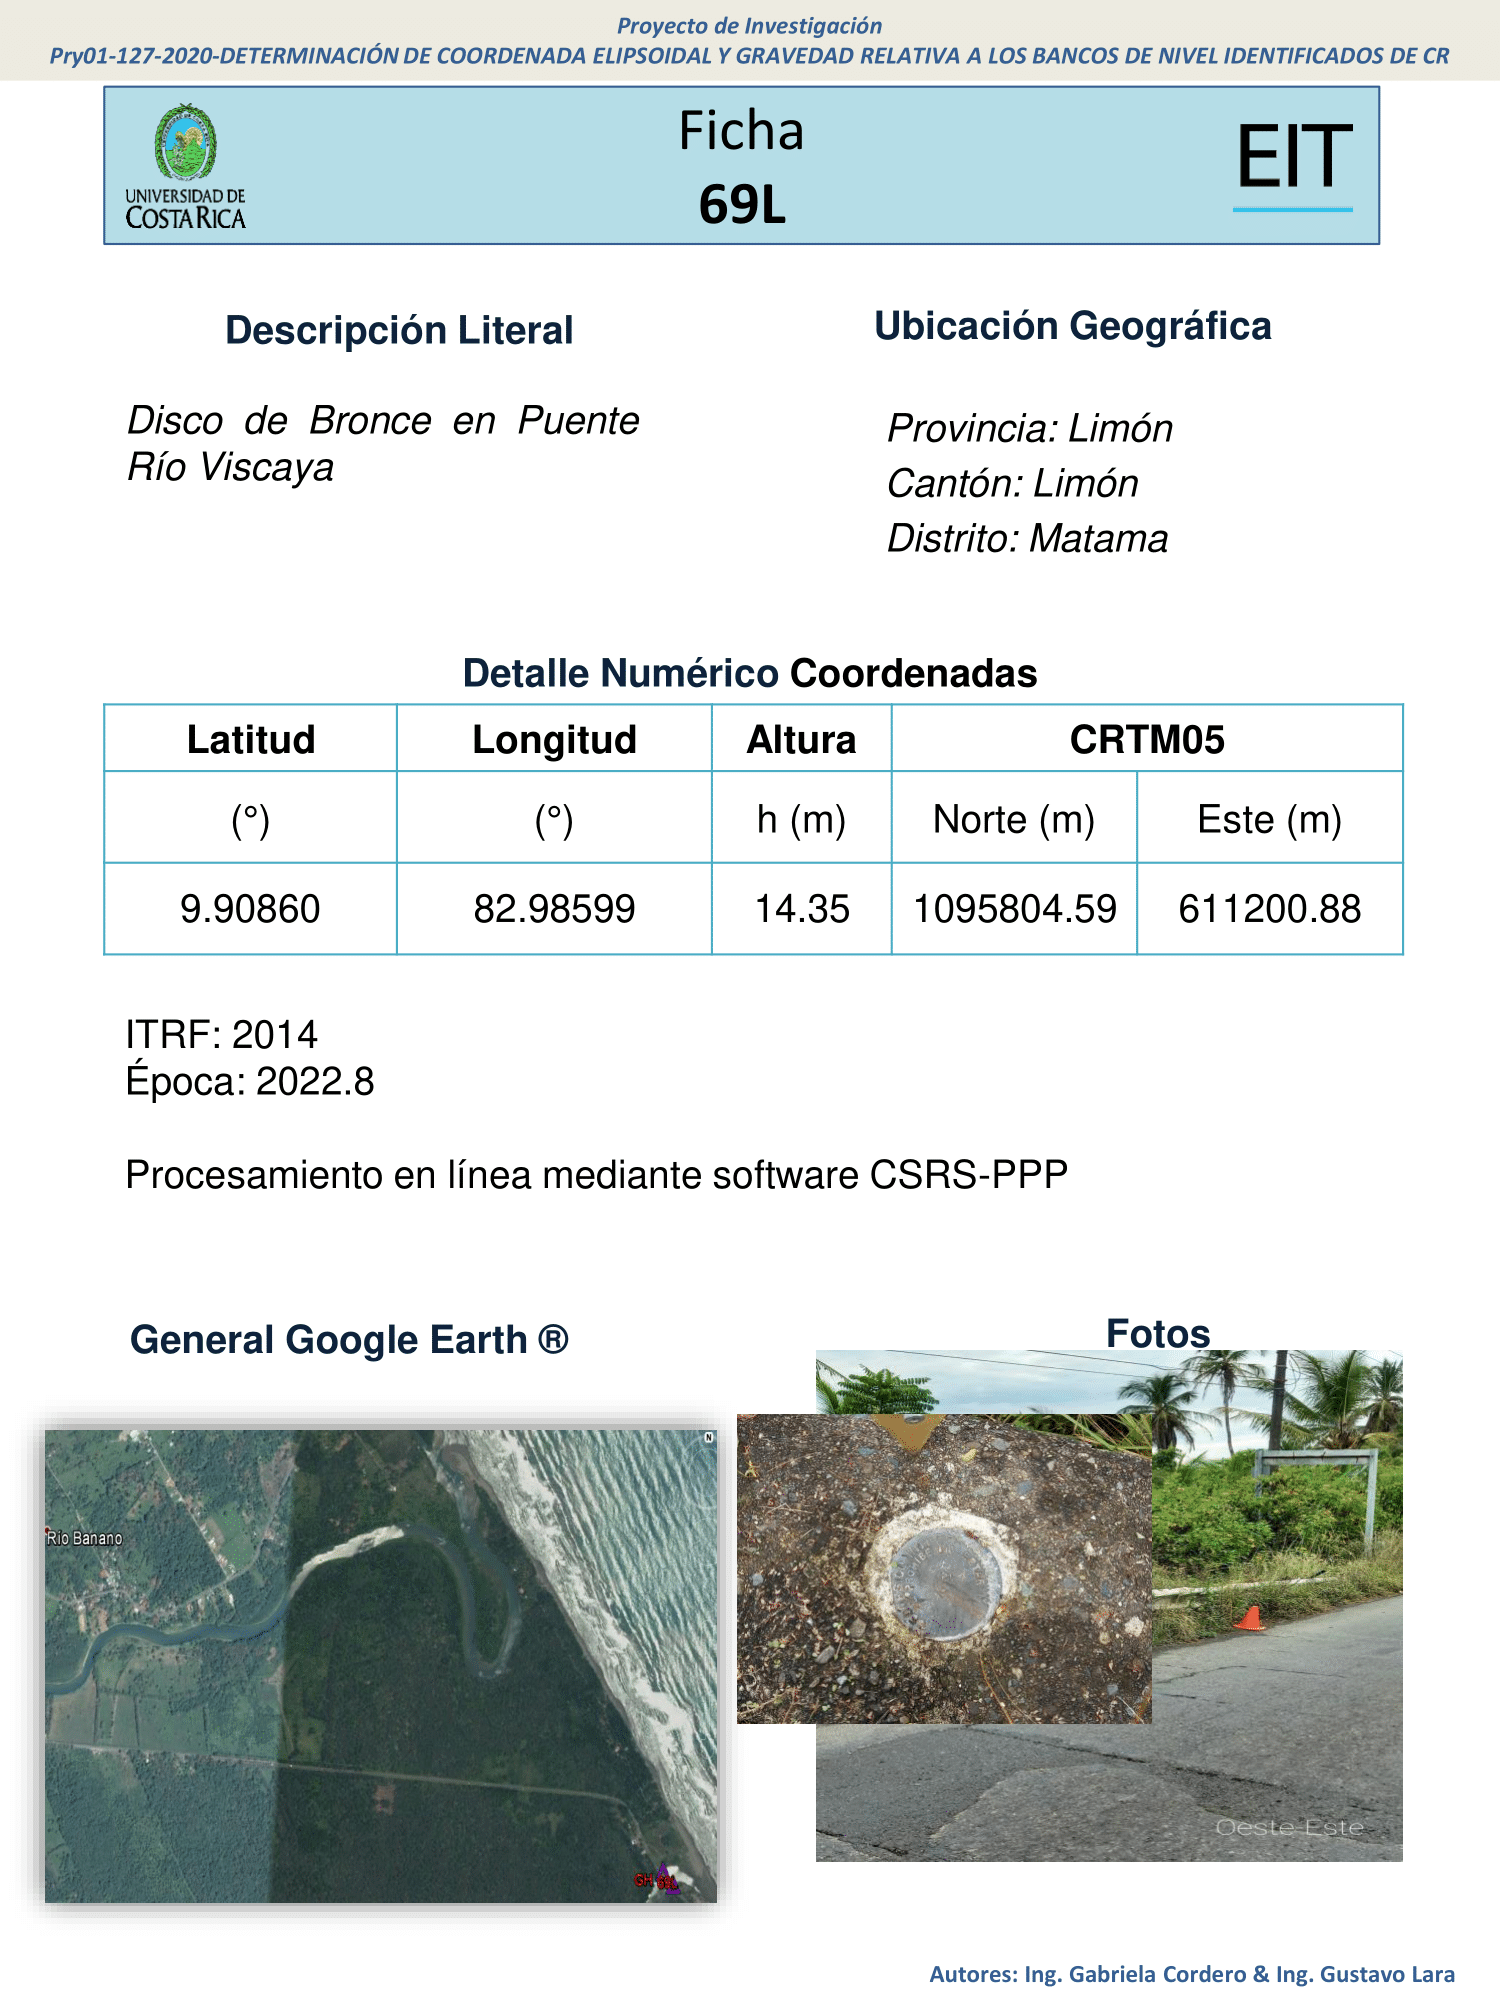 Proyecto de Investigación
Pry01-127-2020-DETERMINACIÓN DE COORDENADA ELIPSOIDAL Y GRAVEDAD RELATIVA A LOS BANCOS DE NIVEL IDENTIFICADOS DE CR
UNIVERSIDAD DE
COSTA RICA
Ficha
69L
EIT
Descripción Literal
Disco de Bronce en Puente
Río Viscaya
Ubicación Geográfica
Provincia: Limón
Cantón: Limón
Distrito: Matama
Detalle Numérico Coordenadas
Latitud Longitud Altura CRTM05
(°) (°) h (m) Norte (m) Este (m)
9.90860 82.98599 14.35 1095804.59 611200.88
ITRF: 2014
Época: 2022.8
Procesamiento en línea mediante software CSRS-PPP
General Google Earth ®
N
Rio Banano
Fotos
Oeste-Este
Autores: Ing. Gabriela Cordero & Ing. Gustavo Lara